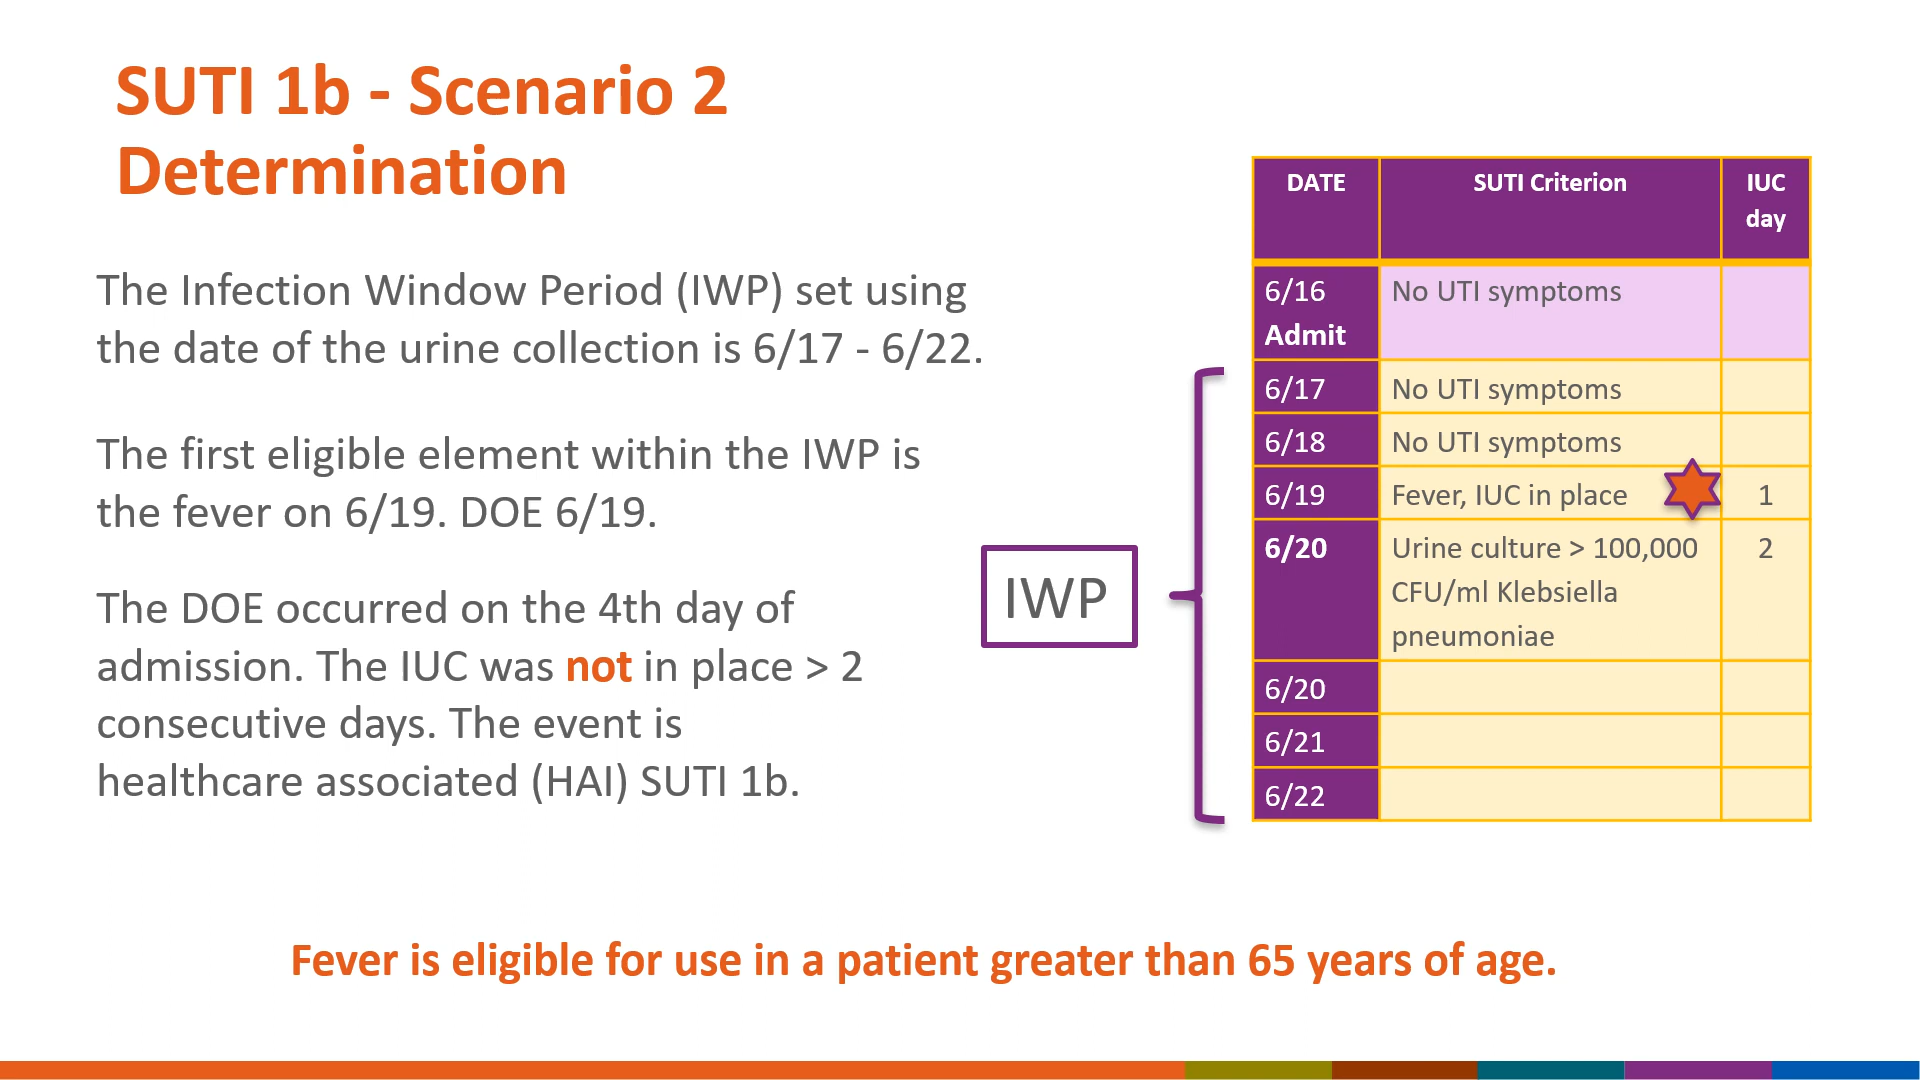 SUTI 1b - Scenario 2
Determination
The Infection Window Period (IWP) set using
the date of the urine collection is 6/17 - 6/22.
The first eligible element within the IWP is
the fever on 6/19. DOE 6/19.
The DOE occurred on the 4th day of
admission. The IUC was not in place > 2
consecutive days. The event is
healthcare associated (HAI) SUTI 1b.
IWP
DATE SUTI Criterion IUC
day
6/16 No UTI symptoms
Admit
6/17 No UTI symptoms
6/18 No UTI symptoms
6/19 Fever, IUC in place 1
6/20 Urine culture > 100,000 2
CFU/ml Klebsiella
pneumoniae
6/20
6/21
6/22
Fever is eligible for use in a patient greater than 65 years of age.